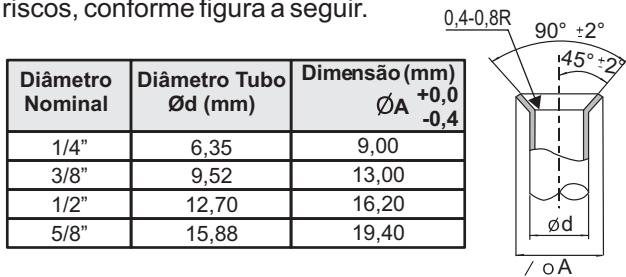 riscos, conforme figura a seguir.
Diâmetro Nominal | Diâmetro Tubo Ød (mm) | Dimensão (mm) ØA +0,0 -0,4
1/4” | 6,35 | 9,00
3/8” | 9,52 | 13,00
1/2” | 12,70 | 16,20
5/8” | 15,88 | 19,40
0,4-0,8R
90° ±2°
45° ±2°
ød
/ oA